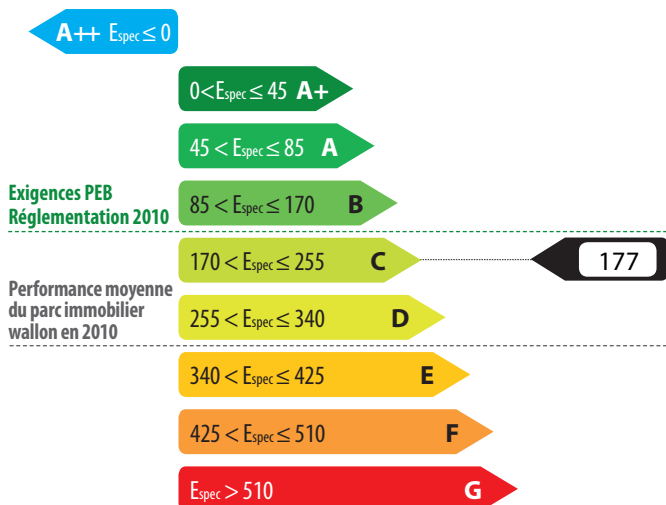 A++ Espec ≤ 0
0<Espec ≤ 45 A+
45 < Espec ≤ 85 A
Exigences PEB
Réglementation 2010
85 < Espec ≤ 170 B
170 < Espec ≤ 255 C
177
Performance moyenne
du parc immobilier
wallon en 2010
255 < Espec ≤ 340 D
340 < Espec ≤ 425 E
425 < Espec ≤ 510 F
Espec > 510 G